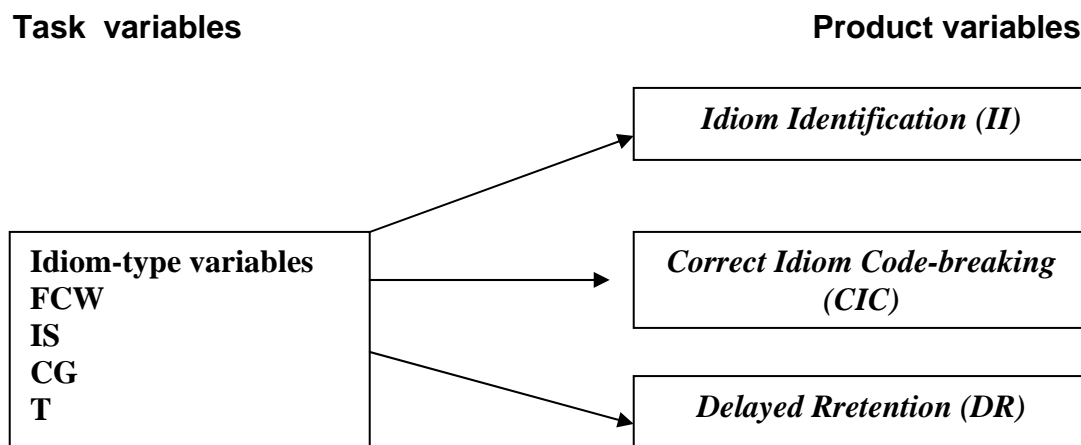 Task variables
Product variables
Idiom Identification (II)
Idiom-type variables
FCW
IS
CG
T
Correct Idiom Code-breaking
(CIC)
Delayed Rretention (DR)